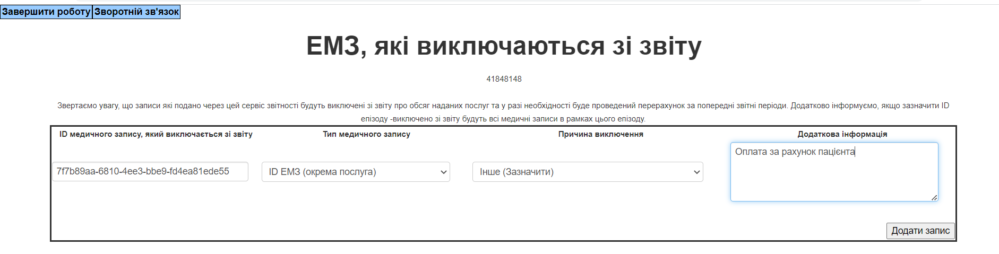 Завершити роботу Зворотній зв'язок
ЕМЗ, які виключаються зі звіту
41848148
Звертаємо увагу, що записи які подано через цей сервіс звітності будуть виключені зі звіту про обсяг наданих послуг та у разі необхідності буде проведений перерахунок за попередні звітні періоди. Додатково інформуємо, якщо зазначити ID
епізоду -виключено зі звіту будуть всі медичні записи в рамках цього епізоду.
ID медичного запису, який виключається зі звіту Тип медичного запису Причина виключення Додаткова інформація
Оплата за рахунок пацієнта
7f7b89aa-6810-4ee3-bbe9-fd4ea81ede55 ID ЕМЗ (окрема послуга) Інше (Зазначити)
Додати запис